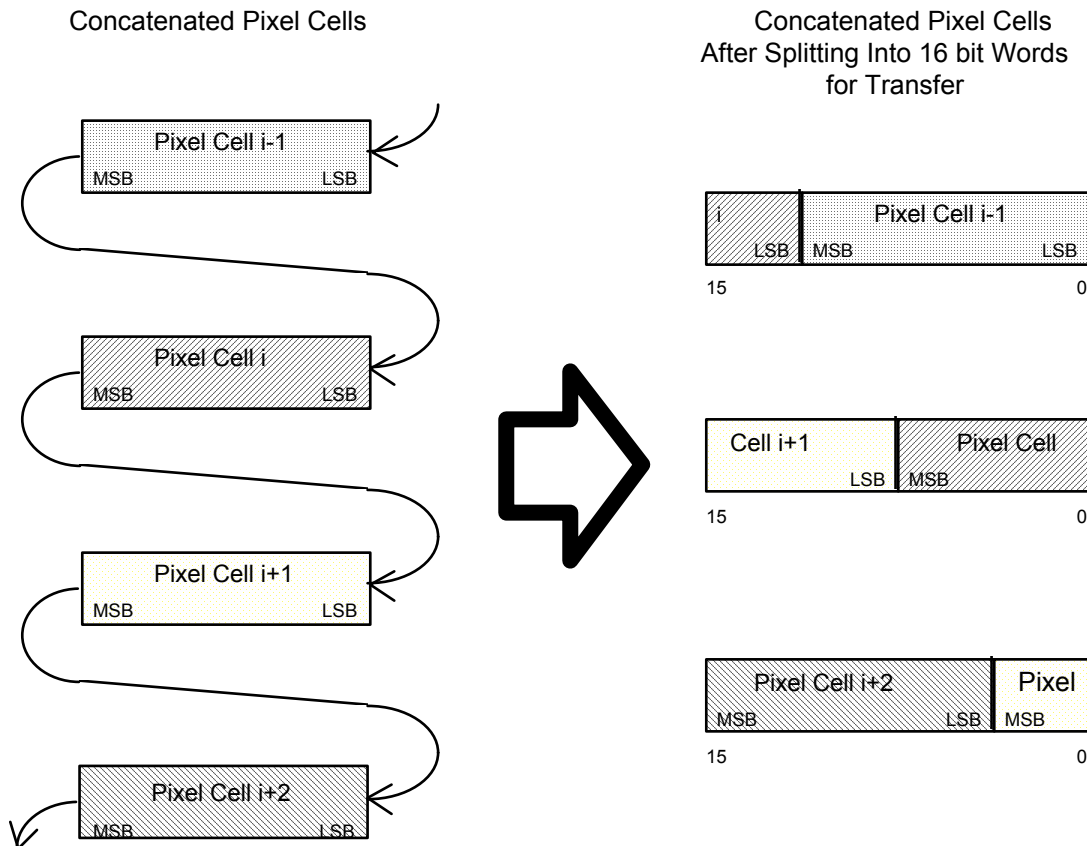 Concatenated Pixel Cells
Pixel Cell i-1
MSB LSB
Pixel Cell i
MSB LSB
Pixel Cell i+1
MSB LSB
Pixel Cell i+2
MSB LSB
Concatenated Pixel Cells
After Splitting Into 16 bit Words
for Transfer
i Pixel Cell i-1
LSB MSB LSB
15 0
Cell i+1 Pixel Cell
LSB MSB
15 0
Pixel Cell i+2 Pixel
MSB LSB MSB
15 0